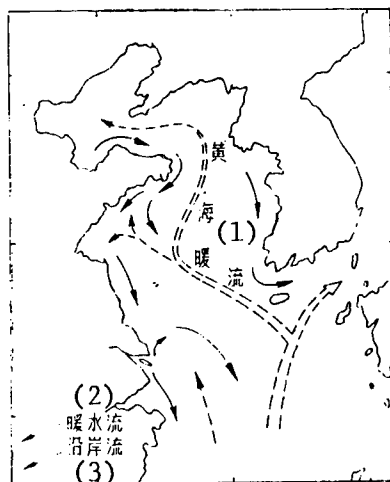 黄
海
(1)
暖
流
(2)
暖水流
沿岸流
(3)